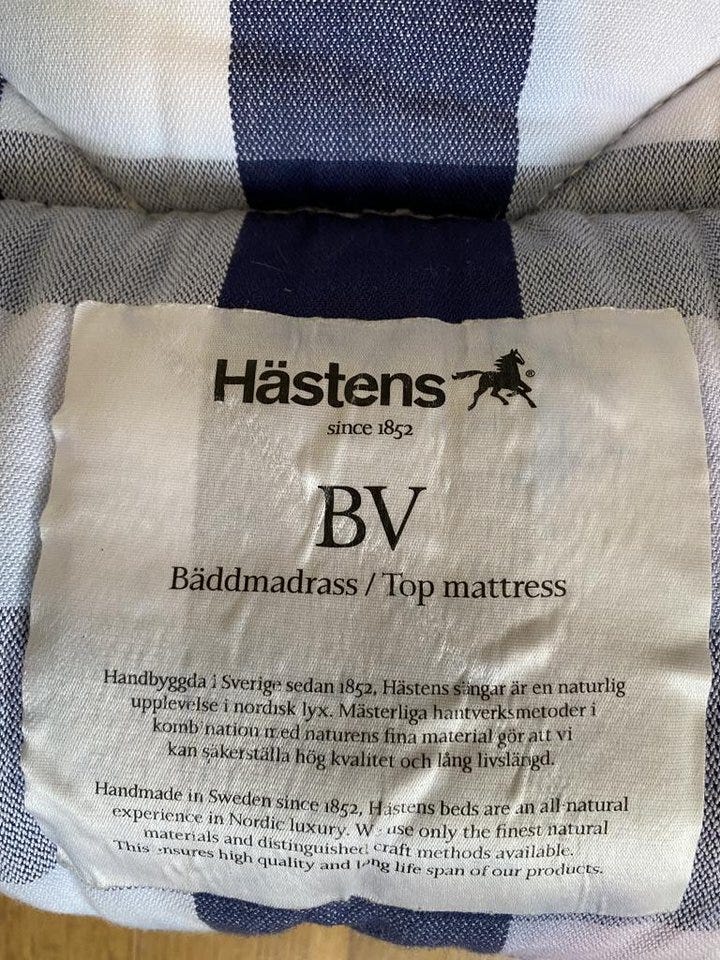 Hästens®
since 1852
BV
Bäddmadrass / Top mattress
Handbyggda i Sverige sedan 1852, Hästens sängar är en naturlig
upplevelse i nordisk lyx. Mästerliga hantverksmetoder i
kombination med naturens fina material gör att vi
kan säkerställa hög kvalitet och lång livslängd.
Handmade in Sweden since 1852, Hästens beds are an all-natural
experience in Nordic luxury. We use only the finest natural
materials and distinguished craft methods available.
This ensures high quality and long life span of our products.